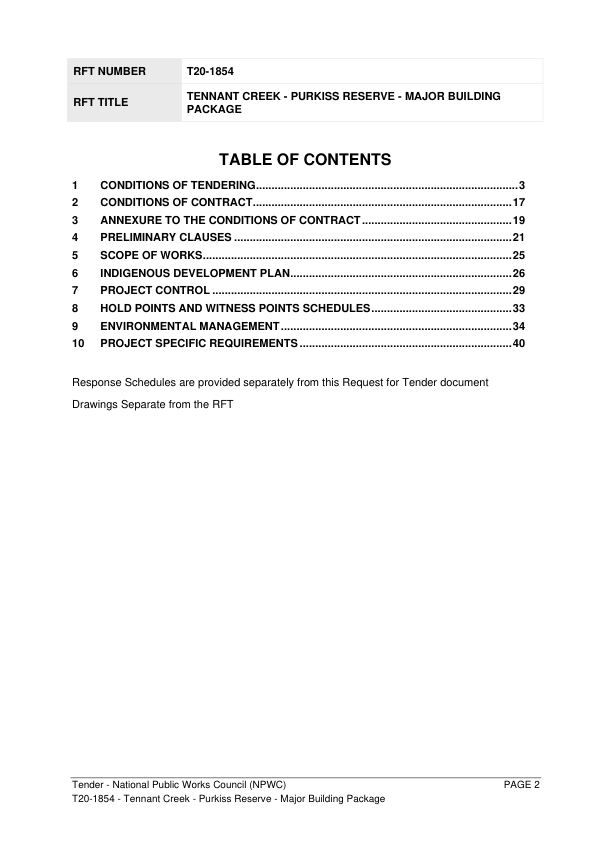 RFT NUMBER T20-1854
RFT TITLE TENNANT CREEK - PURKISS RESERVE - MAJOR BUILDING
PACKAGE
TABLE OF CONTENTS
1 CONDITIONS OF TENDERING....................................................................................3
2 CONDITIONS OF CONTRACT...................................................................................17
3 ANNEXURE TO THE CONDITIONS OF CONTRACT................................................19
4 PRELIMINARY CLAUSES.........................................................................................21
5 SCOPE OF WORKS...................................................................................................25
6 INDIGENOUS DEVELOPMENT PLAN.......................................................................26
7 PROJECT CONTROL................................................................................................29
8 HOLD POINTS AND WITNESS POINTS SCHEDULES.............................................33
9 ENVIRONMENTAL MANAGEMENT..........................................................................34
10 PROJECT SPECIFIC REQUIREMENTS....................................................................40
Response Schedules are provided separately from this Request for Tender document
Drawings Separate from the RFT
Tender - National Public Works Council (NPWC) PAGE 2
T20-1854 - Tennant Creek - Purkiss Reserve - Major Building Package